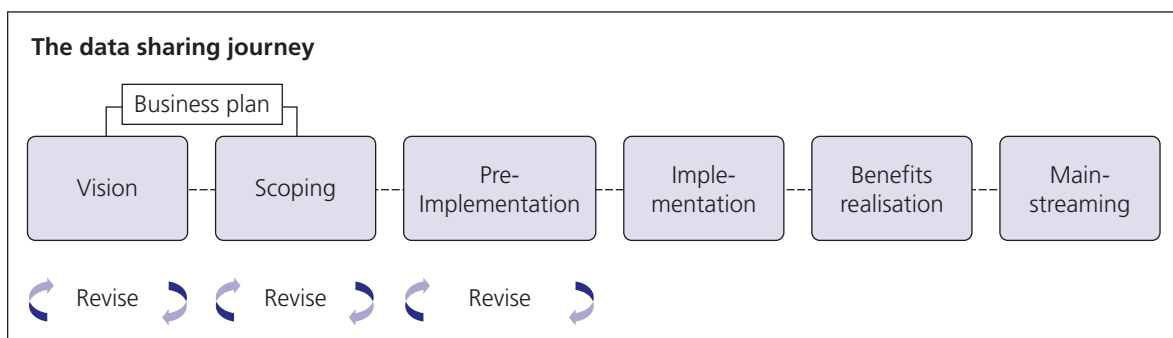 The data sharing journey
Business plan
Vision
Scoping
Pre-
Implementation
Imple-
mentation
Benefits
realisation
Main-
streaming
Revise
Revise
Revise